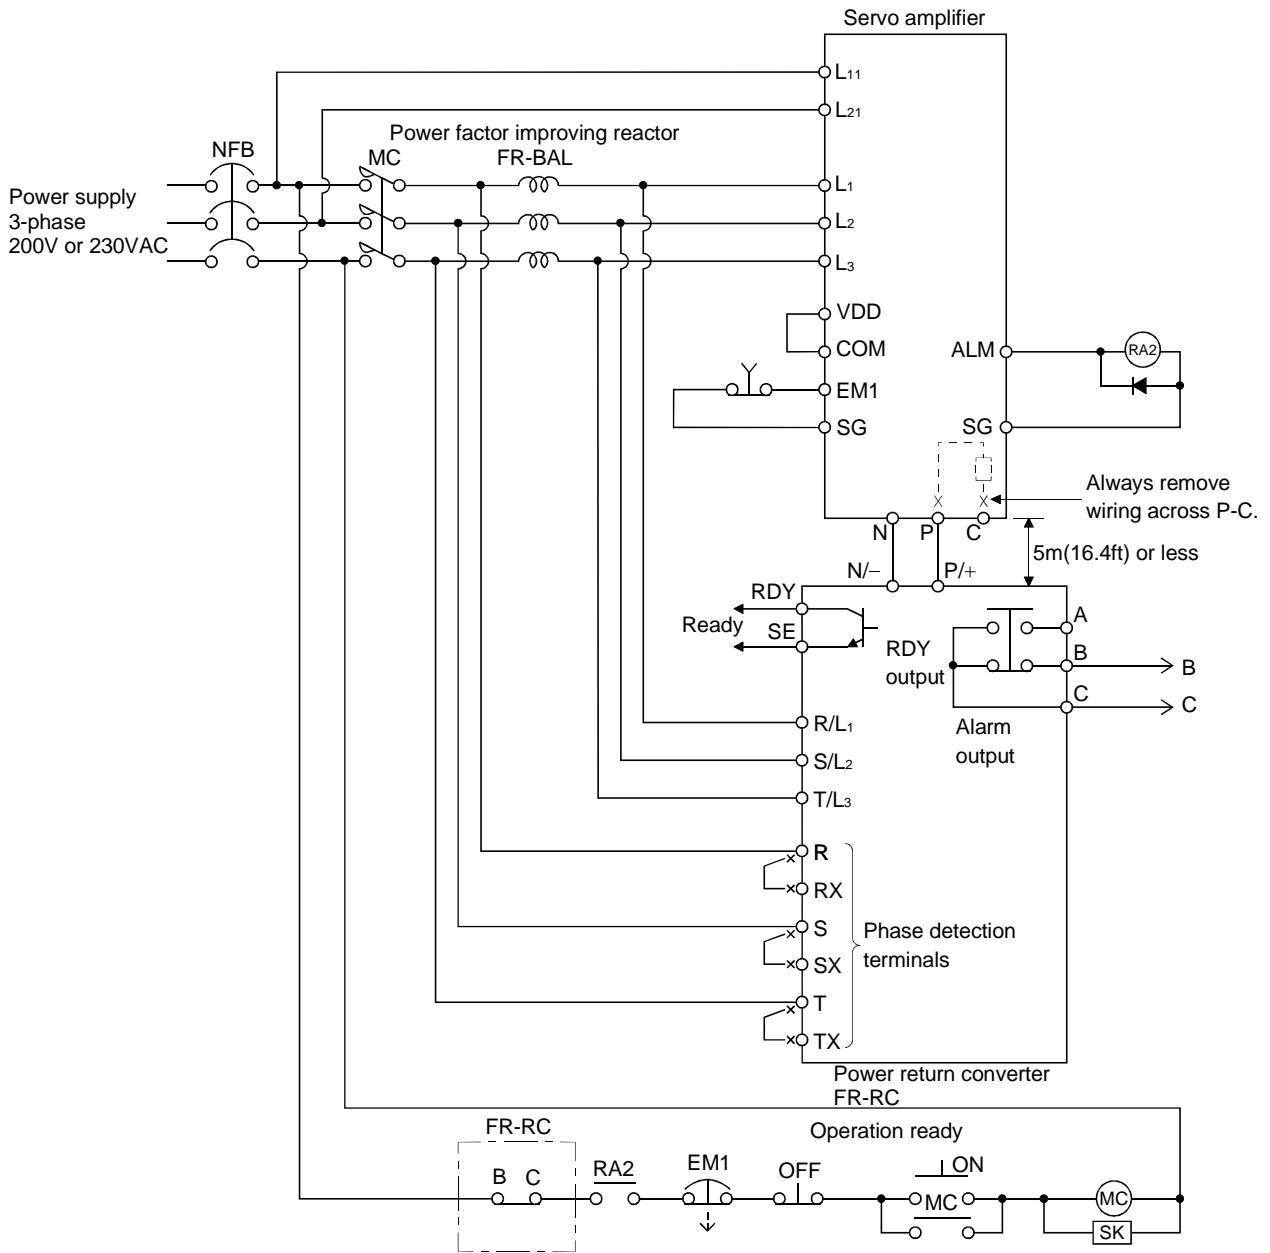 Servo amplifier
L11
L21
Power factor improving reactor
NFB
MC
FR-BAL
Power supply
3-phase
200V or 230VAC
L1
L2
L3
VDD
COM
ALM
RA2
EM1
SG
SG
Always remove
wiring across P-C.
N
P
C
5m(16.4ft) or less
N/−
P/+
RDY
Ready
SE
RDY
output
A
B
B
C
C
Alarm
output
R/L1
S/L2
T/L3
R
RX
S
SX
T
TX
Phase detection
terminals
Power return converter
FR-RC
FR-RC
Operation ready
B
C
RA2
EM1
OFF
ON
MC
MC
SK